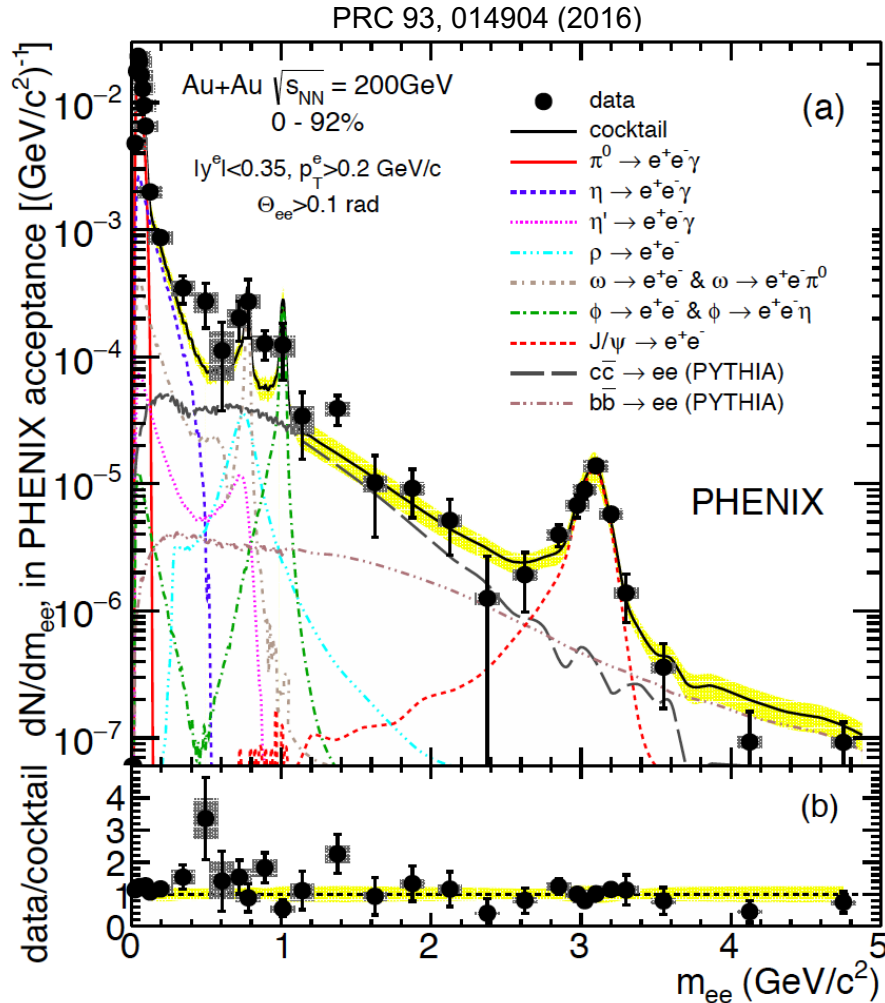 PRC 93, 014904 (2016)
dN/dm_ee, in PHENIX acceptance [(GeV/c²)⁻¹]
10⁻²
10⁻³
10⁻⁴
10⁻⁵
10⁻⁶
10⁻⁷
Au+Au √s_NN = 200GeV
0 - 92%
|y^e|<0.35, p_T^e>0.2 GeV/c
Θ_ee>0.1 rad
(a)
data
cocktail
π⁰ → e⁺e⁻γ
η → e⁺e⁻γ
η' → e⁺e⁻γ
ρ → e⁺e⁻
ω → e⁺e⁻ & ω → e⁺e⁻π⁰
ϕ → e⁺e⁻ & ϕ → e⁺e⁻η
J/ψ → e⁺e⁻
cc̄ → ee (PYTHIA)
bb̄ → ee (PYTHIA)
PHENIX
data/cocktail
4
3
2
1
0
(b)
0 1 2 3 4 5
m_ee (GeV/c²)